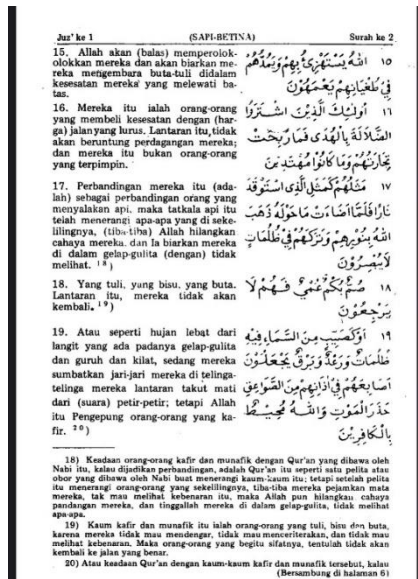 Juz' ke 1 (SAPI-BETINA) Surah ke 2
15. Allah akan (balas) memperolok-
olokkan mereka dan akan biarkan me-
reka mengembara buta-tuli didalam
kesesatan mereka yang melewati ba-
tas.
١٥ اَللهُ يَسْتَهْزِئُ بِهِمْ وَيَمُدُّهُمْ
فِي طُغْيَانِهِمْ يَعْمَهُوْنَ
16. Mereka itu ialah orang-orang
yang membeli kesesatan dengan (har-
ga) jalan yang lurus. Lantaran itu, tidak
akan beruntung perdagangan mereka;
dan mereka itu bukan orang-orang
yang terpimpin.
١٦ أُولٰئِكَ الَّذِيْنَ اشْتَرَوُا
الضَّلَالَةَ بِالْهُدَى فَمَا رَبِحَتْ
تِجَارَتُهُمْ وَمَا كَانُوْا مُهْتَدِيْنَ
17. Perbandingan mereka itu (ada-
lah) sebagai perbandingan orang yang
menyalakan api, maka tatkala api itu
telah menerangi apa-apa yang di seke-
lilingnya, (tiba-tiba) Allah hilangkan
cahaya mereka, dan Ia biarkan mereka
di dalam gelap-gulita (dengan) tidak
melihat. 18)
١٧ مَثَلُهُمْ كَمَثَلِ الَّذِى اسْتَوْقَدَ
نَارًا فَلَمَّا أَضَاءَتْ مَاحَوْلَهُ ذَهَبَ
اللهُ بِنُوْرِهِمْ وَتَرَكَهُمْ فِيْ ظُلُمَاتٍ
لَا يُبْصِرُوْنَ
18. Yang tuli, yang bisu, yang buta.
Lantaran itu, mereka tidak akan
kembali. 19)
١٨ صُمٌّ بُكْمٌ عُمْيٌ فَهُمْ لَا
يَرْجِعُوْنَ
19. Atau seperti hujan lebat dari
langit yang ada padanya gelap-gulita
dan guruh dan kilat, sedang mereka
sumbatkan jari-jari mereka di telinga-
telinga mereka lantaran takut mati
dari (suara) petir-petir; tetapi Allah
itu Pengepung orang-orang yang ka-
fir. 20)
١٩ أَوْ كَصَيِّبٍ مِنَ السَّمَاءِ فِيْهِ
ظُلُمَاتٌ وَرَعْدٌ وَبَرْقٌ يَجْعَلُوْنَ
أَصَابِعَهُمْ فِيْ آذَانِهِمْ مِنَ الصَّوَاعِقِ
حَذَرَ الْمَوْتِ وَاللهُ مُحِيْطٌ
بِالْكَافِرِيْنَ
18) Keadaan orang-orang kafir dan munafik dengan Qur'an yang dibawa oleh
Nabi itu, kalau dijadikan perbandingan, adalah Qur'an itu seperti satu pelita atau
obor yang dibawa oleh Nabi buat menerangi kaum-kaum itu; tetapi setelah pelita
itu menerangi orang-orang yang sekelilingnya, tiba-tiba mereka pejamkan mata
mereka, tak mau melihat kebenaran itu, maka Allah pun hilangkan cahaya
pandangan mereka, dan tinggallah mereka di dalam gelap-gulita, tidak melihat
apa-apa.
19) Kaum kafir dan munafik itu ialah orang-orang yang tuli, bisu dan buta,
karena mereka tidak mau mendengar, tidak mau menceriterakan, dan tidak mau
melihat kebenaran. Maka orang-orang yang begitu sifatnya, tentulah tidak akan
kembali ke jalan yang benar.
20) Atau keadaan Qur'an dengan kaum-kaum kafir dan munafik tersebut, kalau
(Bersambung di halaman 6)